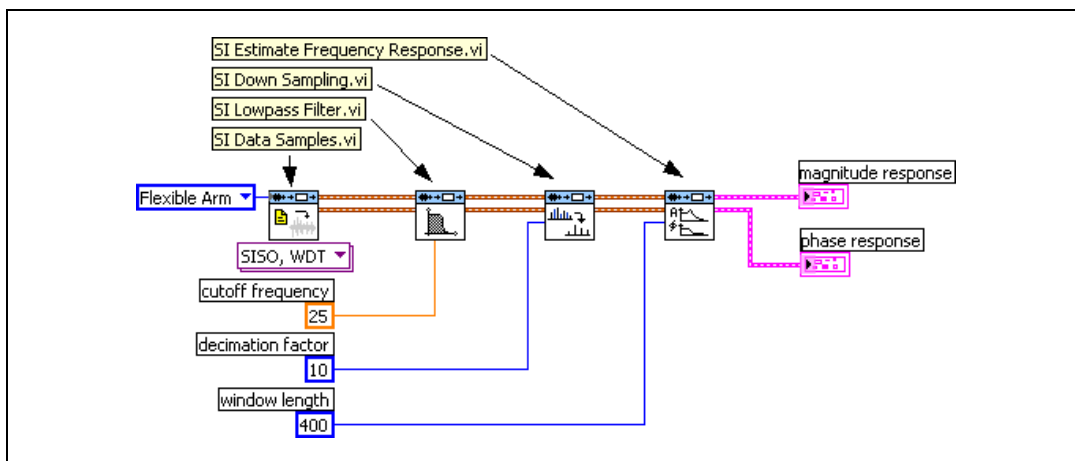 SI Estimate Frequency Response.vi
SI Down Sampling.vi
SI Lowpass Filter.vi
SI Data Samples.vi
Flexible Arm
SISO, WDT
magnitude response
phase response
cutoff frequency
25
decimation factor
10
window length
400